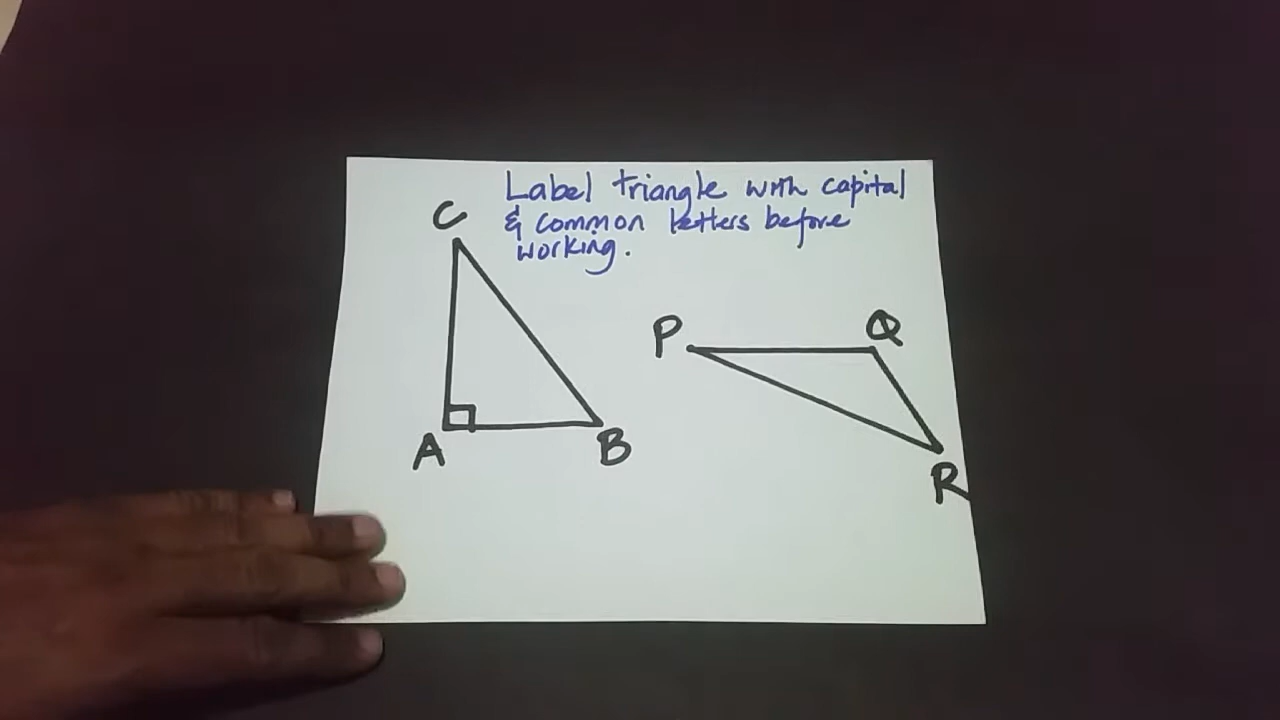 Label triangle with capital
& common letters before
working.
C
P
Q
A
B
R